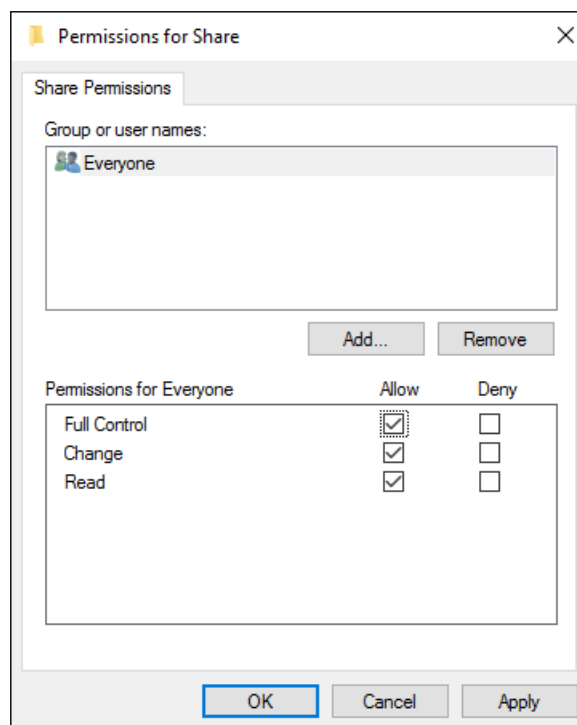 Permissions for Share
Share Permissions
Group or user names:
Everyone
Add... Remove
Permissions for Everyone Allow Deny
Full Control
Change
Read
OK Cancel Apply